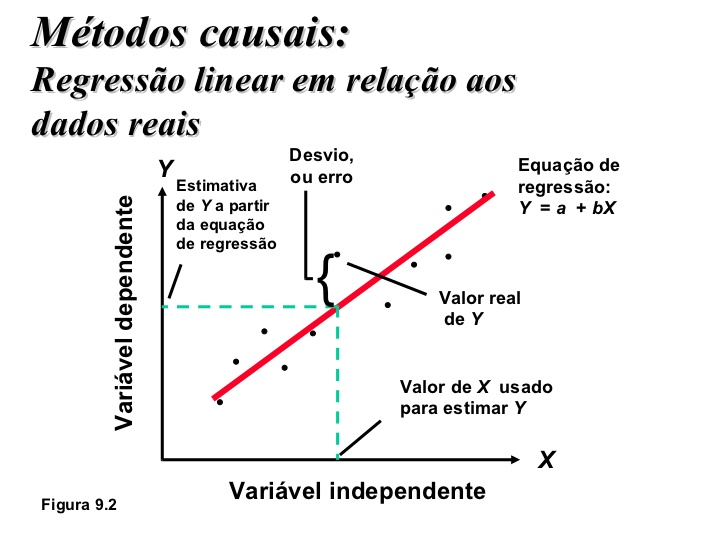 Métodos causais:
Regressão linear em relação aos
dados reais
Y
Estimativa
de Y a partir
da equação
de regressão
Desvio,
ou erro
Equação de
regressão:
Y = a + bX
Variável dependente
{
Valor real
de Y
Valor de X usado
para estimar Y
X
Variável independente
Figura 9.2